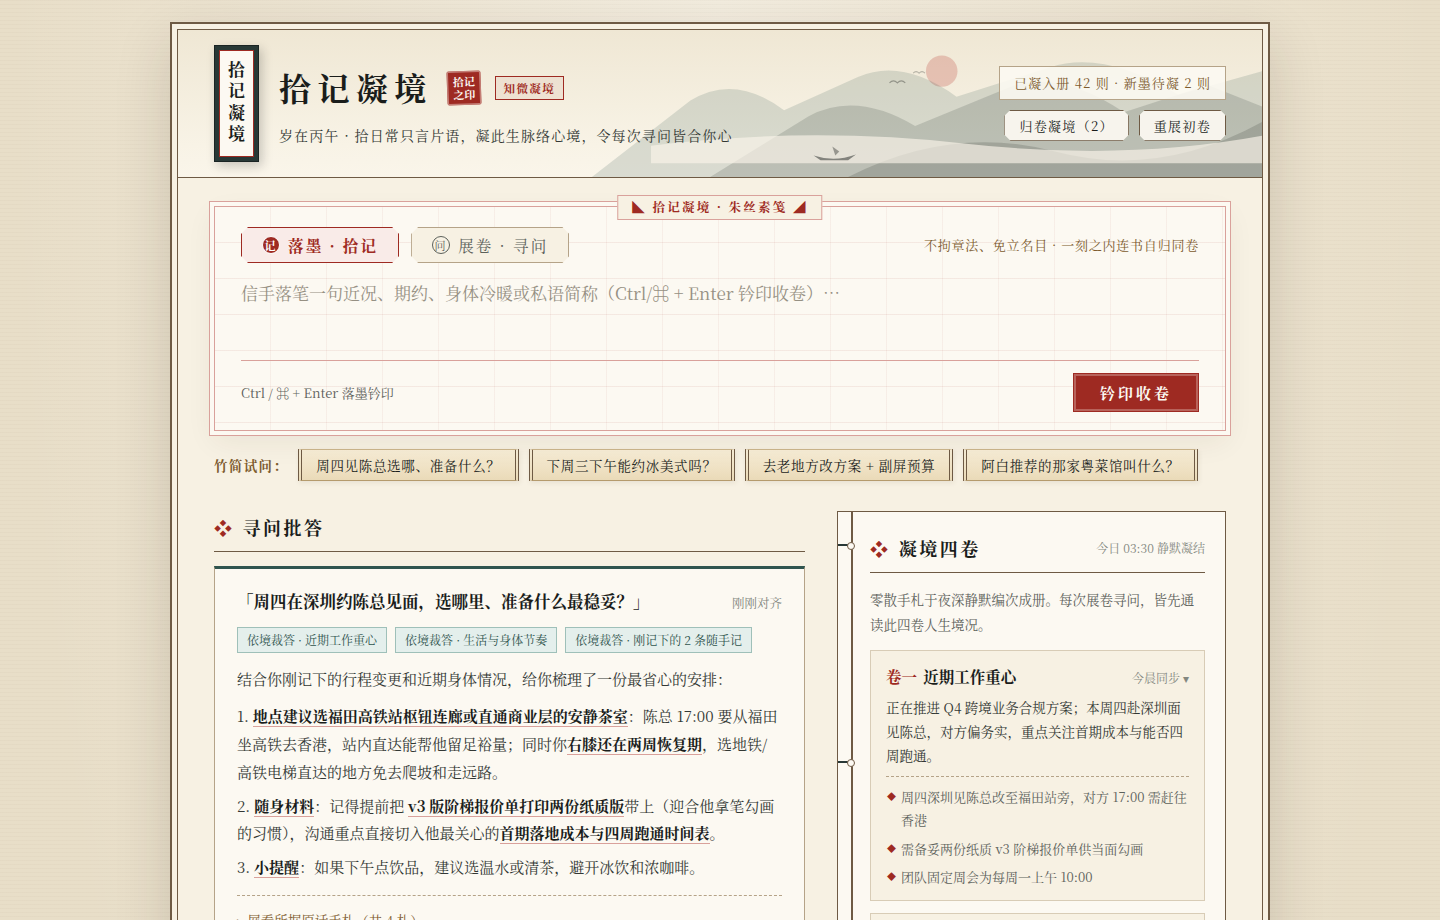 拾记凝境
拾记凝境
拾记之印
知微凝境
岁在丙午 · 拾日常只言片语，凝此生脉络心境，令每次寻问皆合你心
已凝入册 42 则 · 新墨待凝 2 则
归卷凝境（2）
重展初卷
◣ 拾记凝境 · 朱丝素笺 ◢
记 落墨 · 拾记
问 展卷 · 寻问
不拘章法、免立名目 · 一刻之内连书自归同卷
信手落笔一句近况、期约、身体冷暖或私语简称（Ctrl/⌘ + Enter 钤印收卷）…
Ctrl / ⌘ + Enter 落墨钤印
钤印收卷
竹简试问：
周四见陈总选哪、准备什么？
下周三下午能约冰美式吗？
去老地方改方案 + 副屏预算
阿白推荐的那家粤菜馆叫什么？
寻问批答
「周四在深圳约陈总见面，选哪里、准备什么最稳妥？」
刚刚对齐
依境裁答 · 近期工作重心
依境裁答 · 生活与身体节奏
依境裁答 · 刚记下的 2 条随手记
结合你刚记下的行程变更和近期身体情况，给你梳理了一份最省心的安排：
1. 地点建议选福田高铁站枢纽连廊或直通商业层的安静茶室：陈总 17:00 要从福田
坐高铁去香港，站内直达能帮他留足裕量；同时你右膝还在两周恢复期，选地铁/
高铁电梯直达的地方免去爬坡和走远路。
2. 随身材料：记得提前把 v3 版阶梯报价单打印两份纸质版带上（迎合他拿笔勾画
的习惯），沟通重点直接切入他最关心的首期落地成本与四周跑通时间表。
3. 小提醒：如果下午点饮品，建议选温水或清茶，避开冰饮和浓咖啡。
凝境四卷
今日 03:30 静默凝结
零散手札于夜深静默编次成册。每次展卷寻问，皆先通
读此四卷人生境况。
卷一 近期工作重心
今晨同步 ▾
正在推进 Q4 跨境业务合规方案；本周四赴深圳面
见陈总，对方偏务实，重点关注首期成本与能否四
周跑通。
周四深圳见陈总改至福田站旁，对方 17:00 需赶往
香港
需备妥两份纸质 v3 阶梯报价单供当面勾画
团队固定周会为每周一上午 10:00